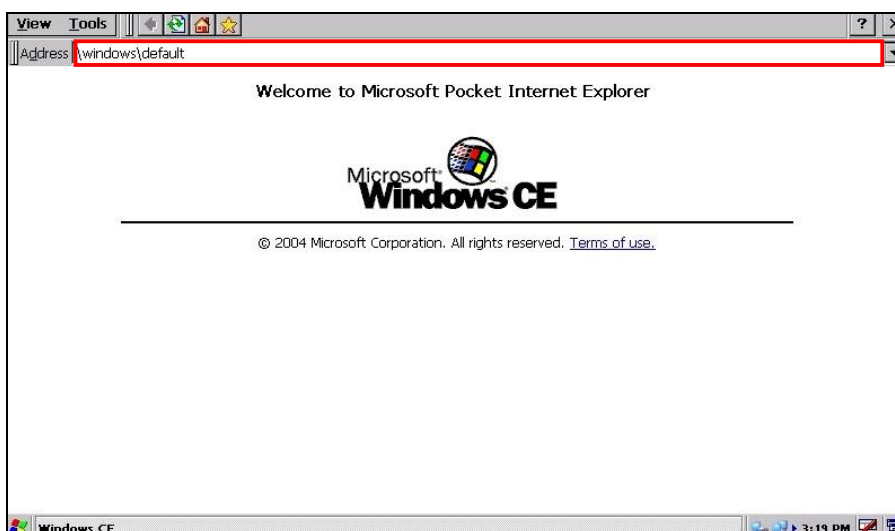 View Tools ?
Address \windows\default
Welcome to Microsoft Pocket Internet Explorer
Microsoft
Windows CE
© 2004 Microsoft Corporation. All rights reserved. Terms of use.
Windows CE 3:19 PM